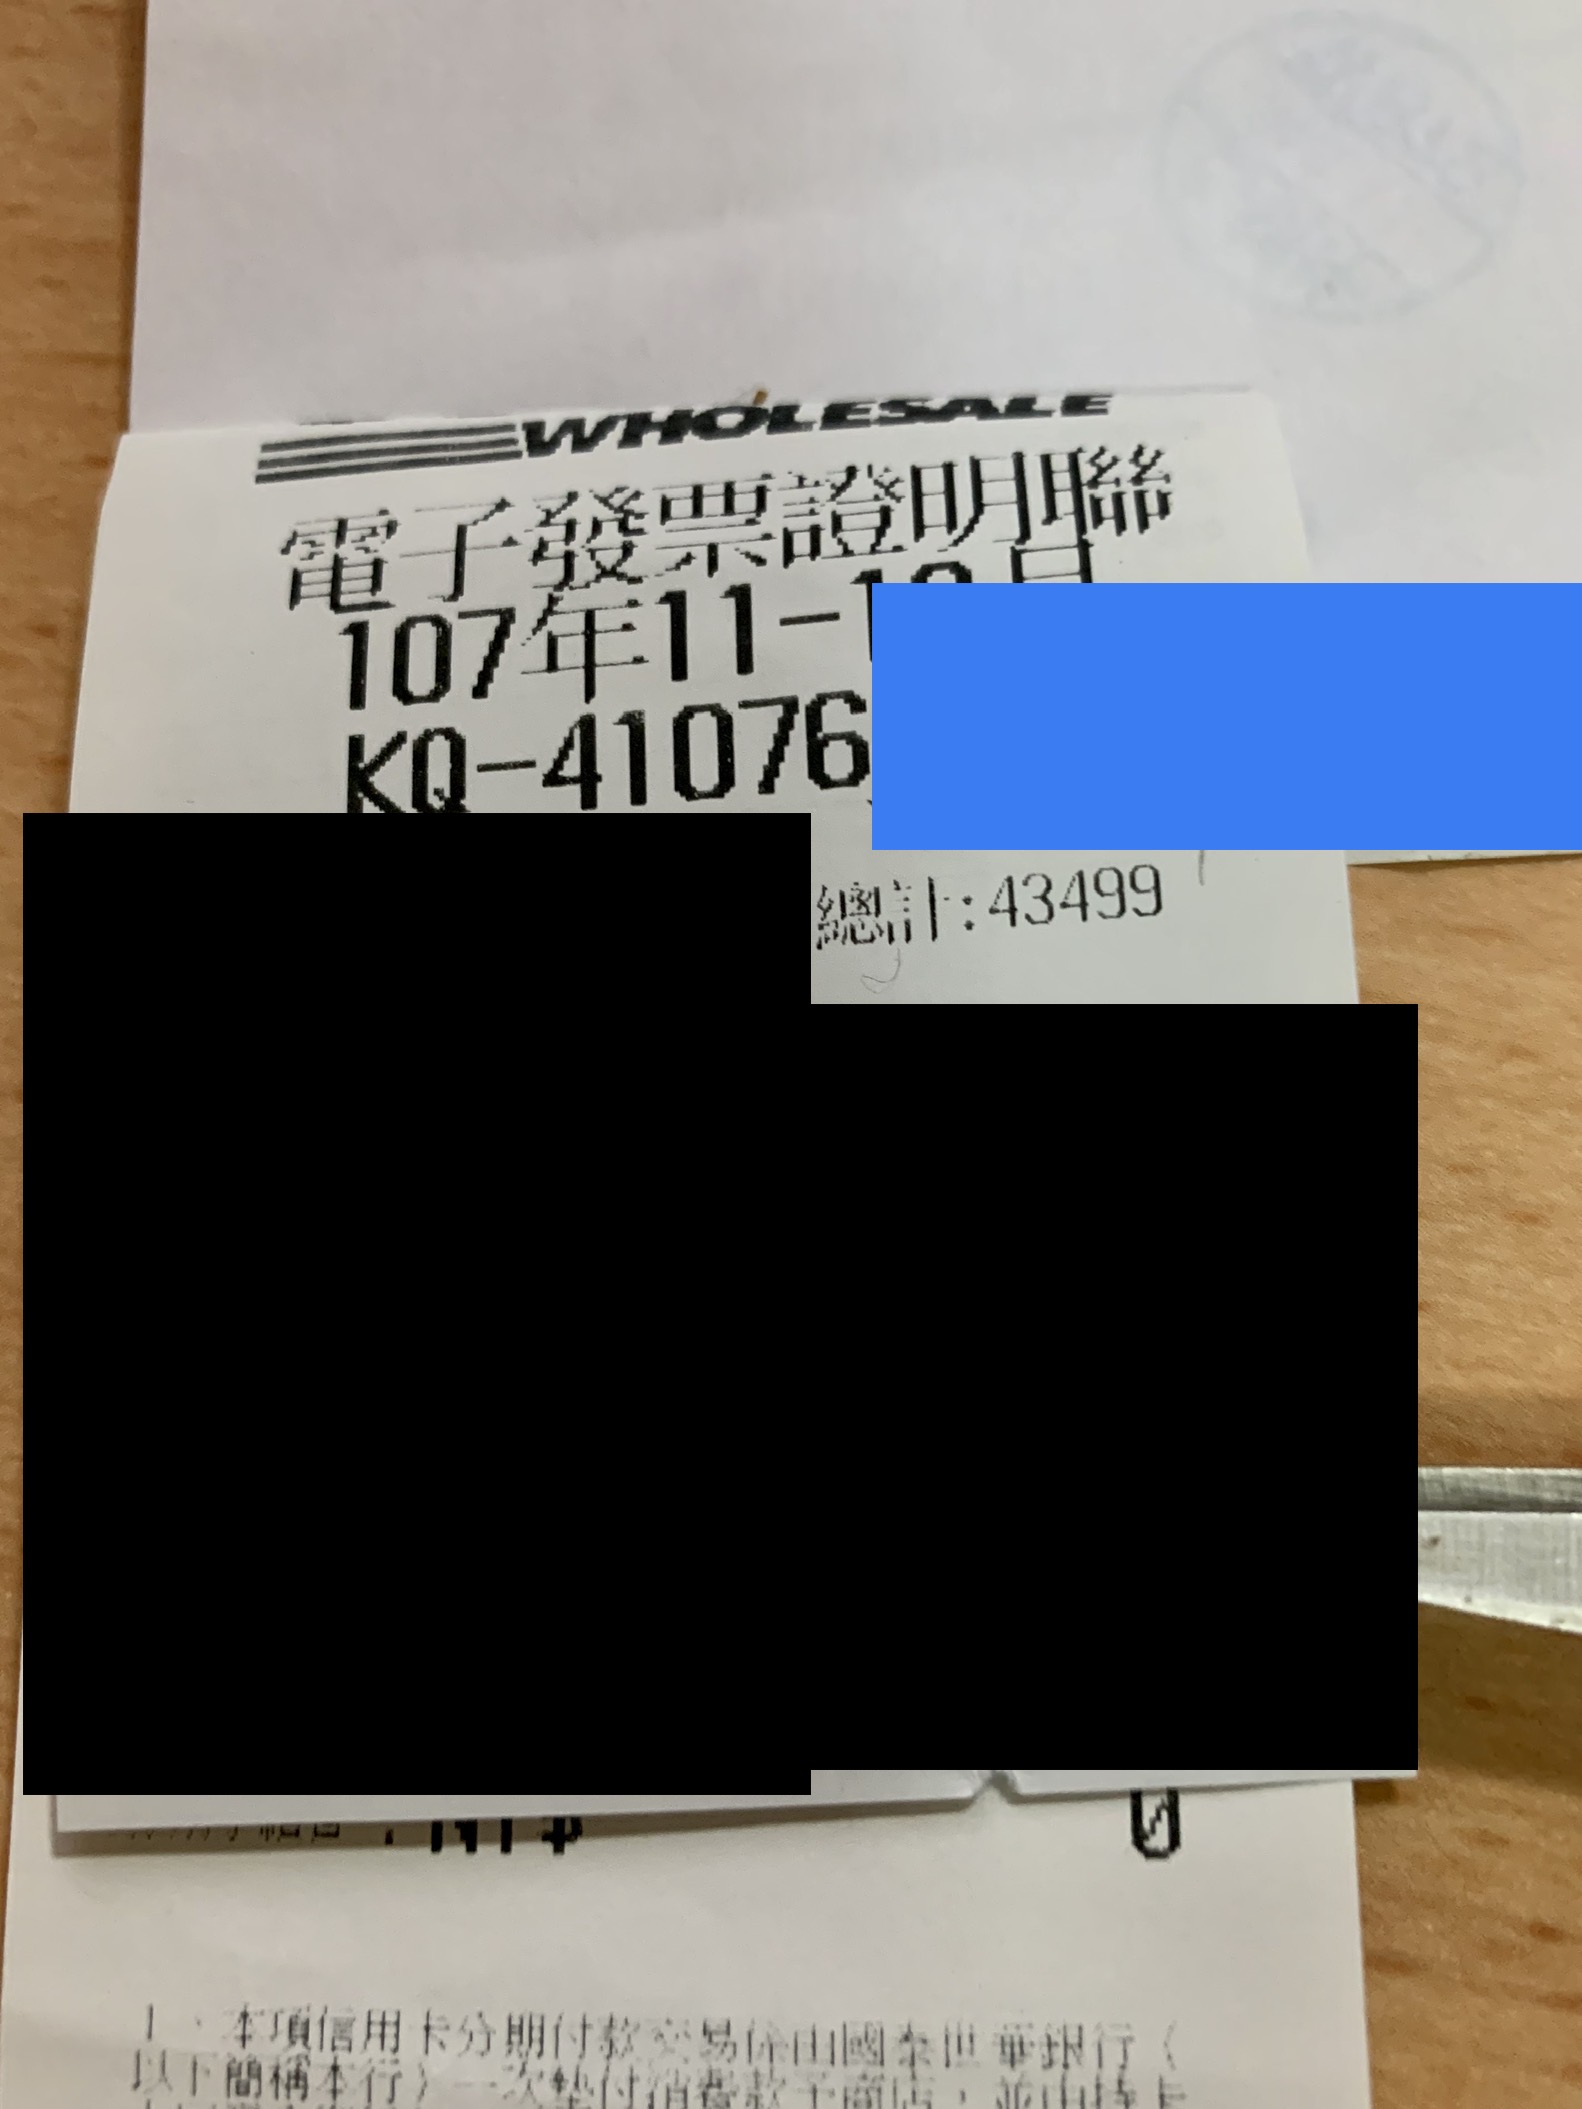 WHOLESALE
電子發票證明聯
107年11-
KQ-41076
總計:43499
0
1、本項信用卡分期付款交易係由國泰世華銀行(
以下簡稱本行)一次墊付消費款予商店,並由持卡